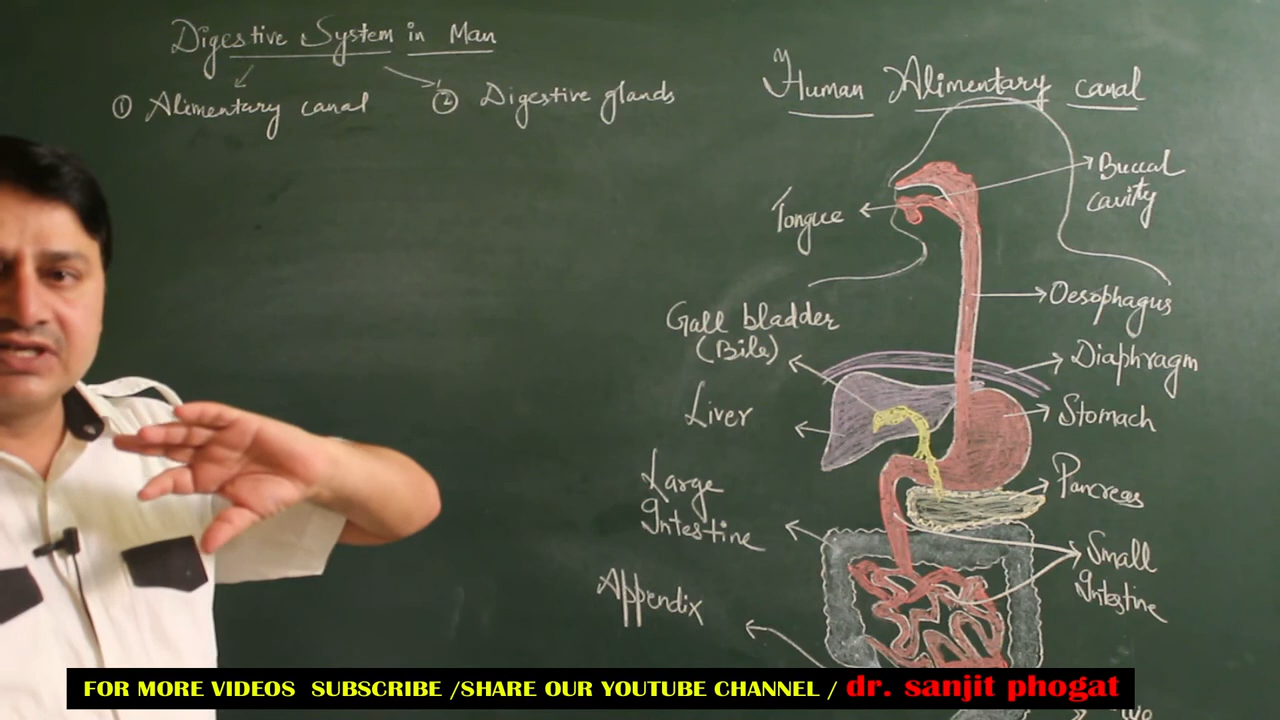 Digestive System in Man
① Alimentary canal ② Digestive glands
Human Alimentary canal
Buccal
cavity
Tongue
Oesophagus
Gall bladder
(Bile)
Diaphragm
Liver
Stomach
Large
Intestine
Pancreas
Small
Intestine
Appendix
FOR MORE VIDEOS SUBSCRIBE /SHARE OUR YOUTUBE CHANNEL / dr. sanjit phogat